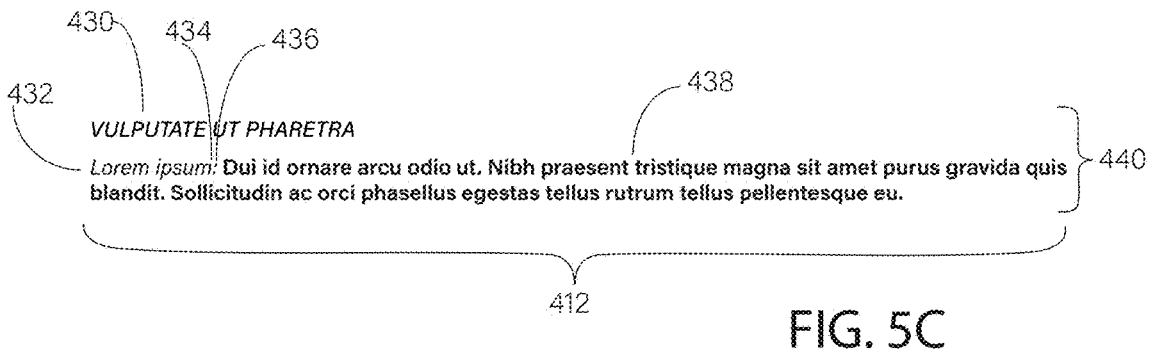 430 434 436
438
432
VULPUTATE UT PHARETRA
Lorem ipsum: Dui id ornare arcu odio ut. Nibh praesent tristique magna sit amet purus gravida quis
440
blandit. Sollicitudin ac orci phasellus egestas tellus rutrum tellus pellentesque eu.
412
FIG. 5C